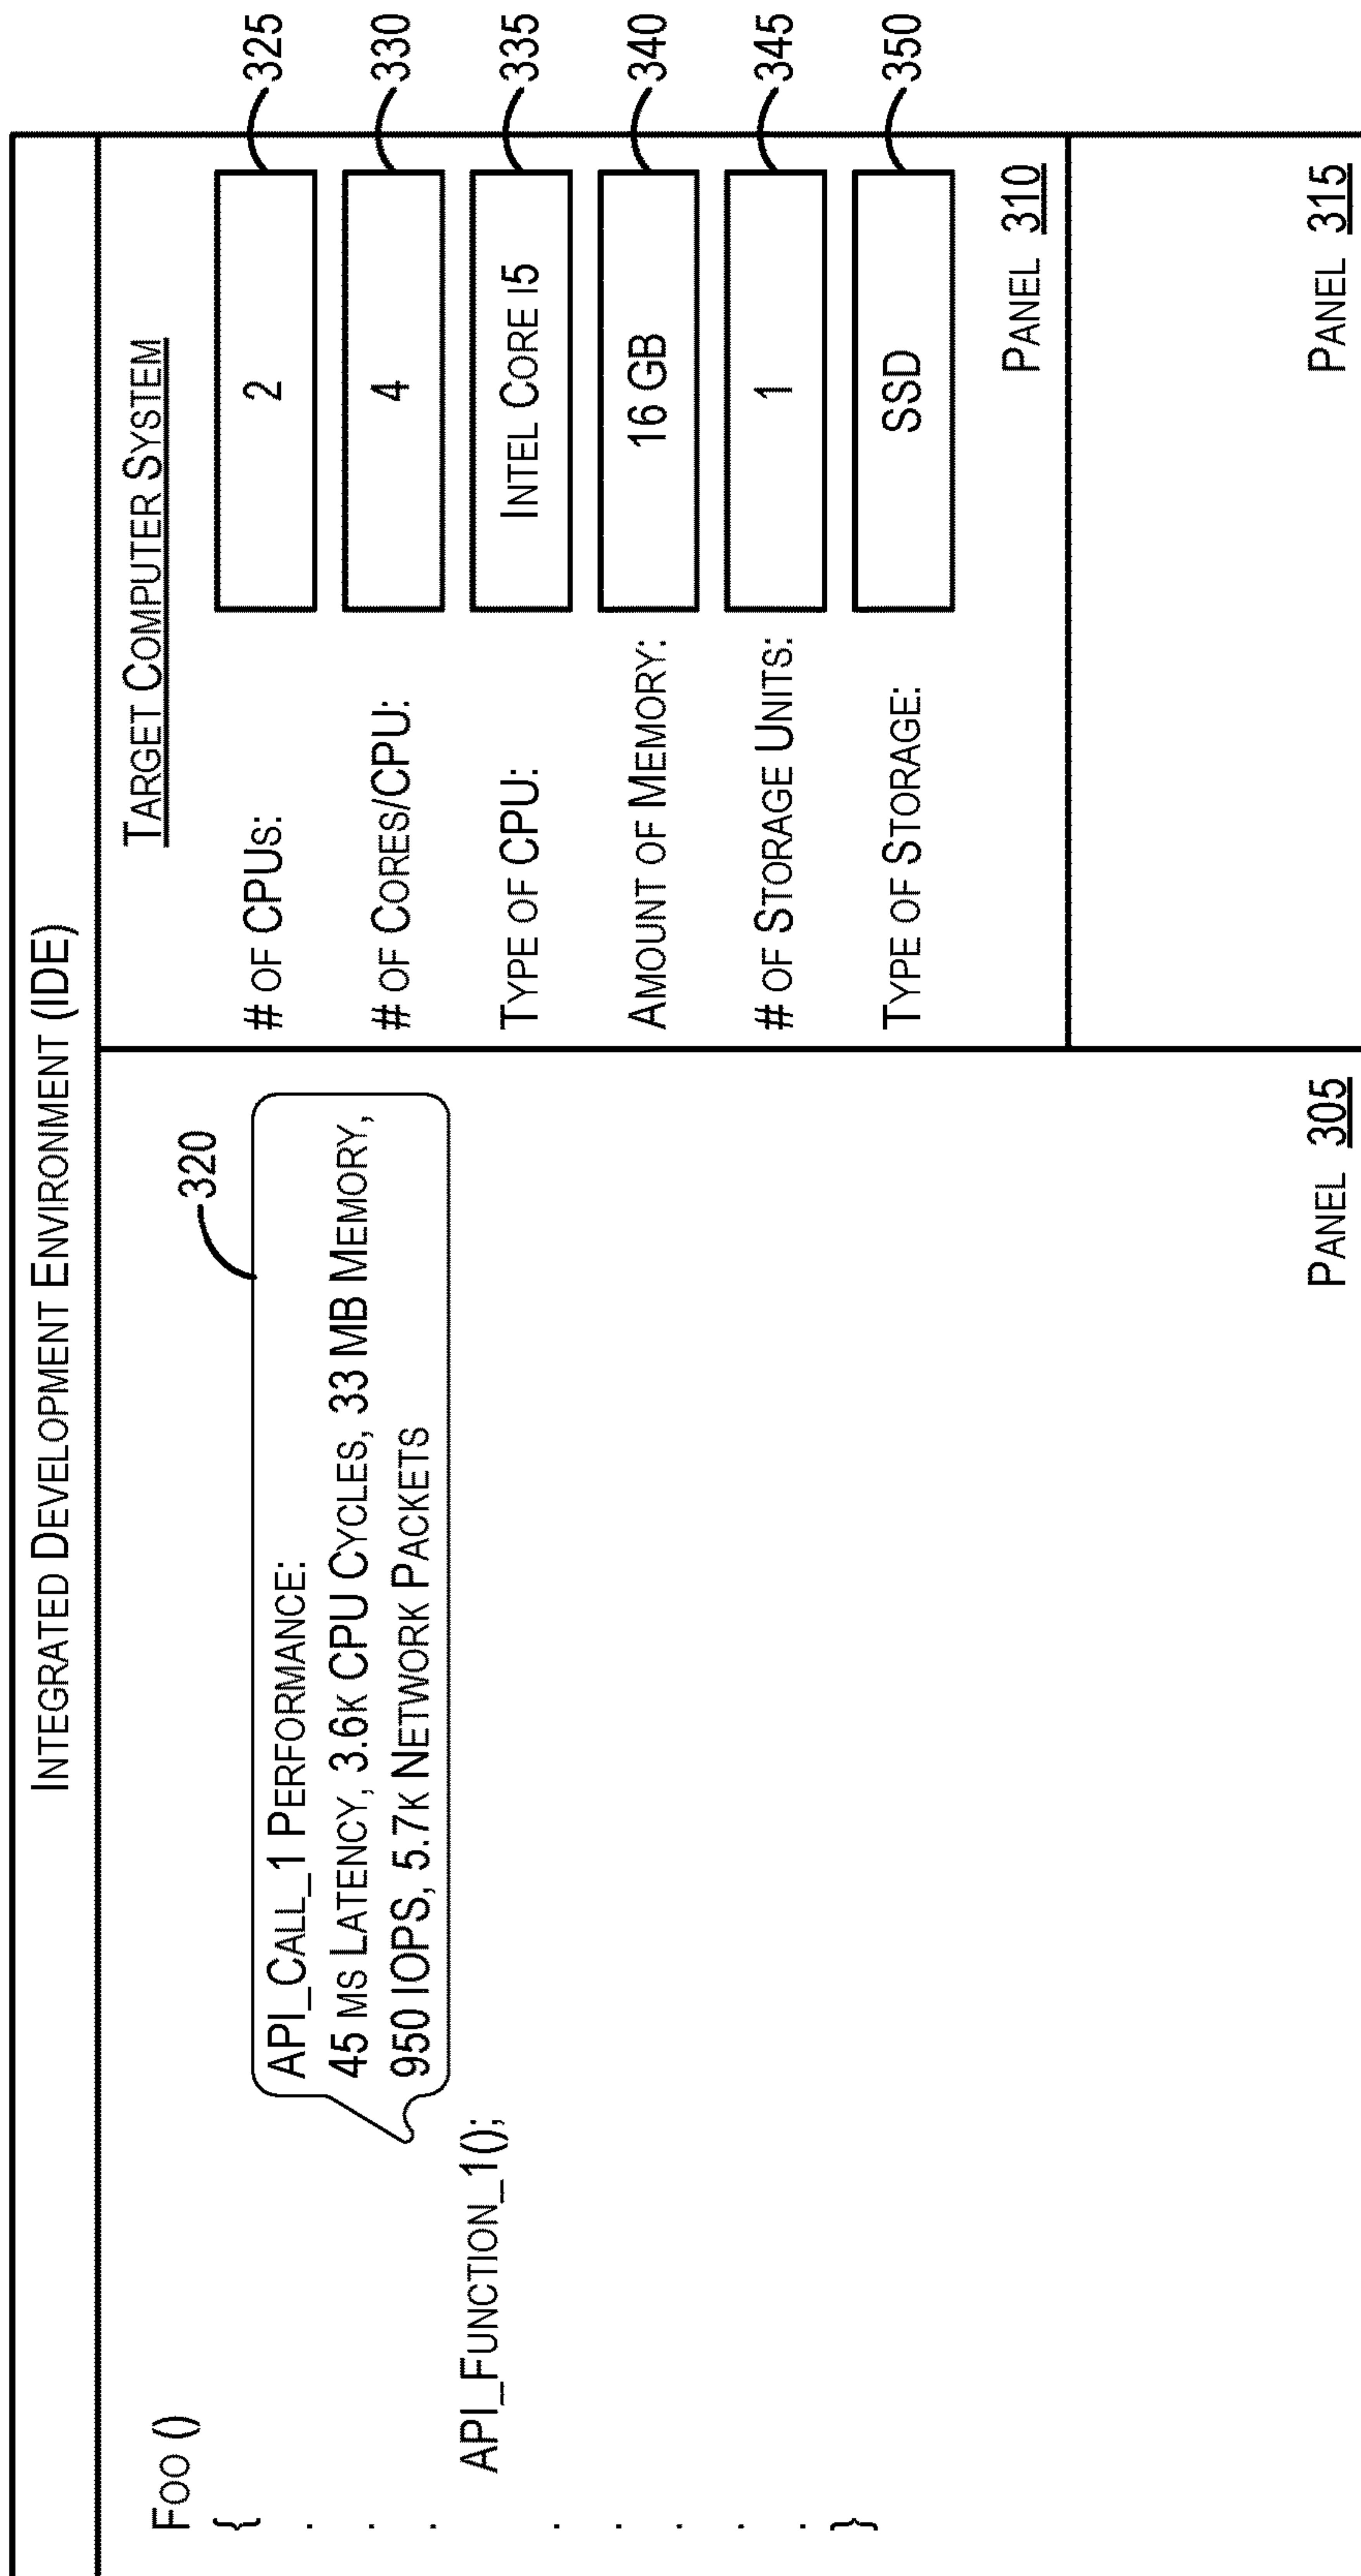 INTEGRATED DEVELOPMENT ENVIRONMENT (IDE)
FOO ()
{
.
.
.
320
API_CALL_1 PERFORMANCE:
45 MS LATENCY, 3.6K CPU CYCLES, 33 MB MEMORY,
950 IOPS, 5.7K NETWORK PACKETS
API_FUNCTION_1();
.
.
.
.
.
}
PANEL 305
TARGET COMPUTER SYSTEM
# OF CPUS: 2 325
# OF CORES/CPU: 4 330
TYPE OF CPU: INTEL CORE I5 335
AMOUNT OF MEMORY: 16 GB 340
# OF STORAGE UNITS: 1 345
TYPE OF STORAGE: SSD 350
PANEL 310
PANEL 315